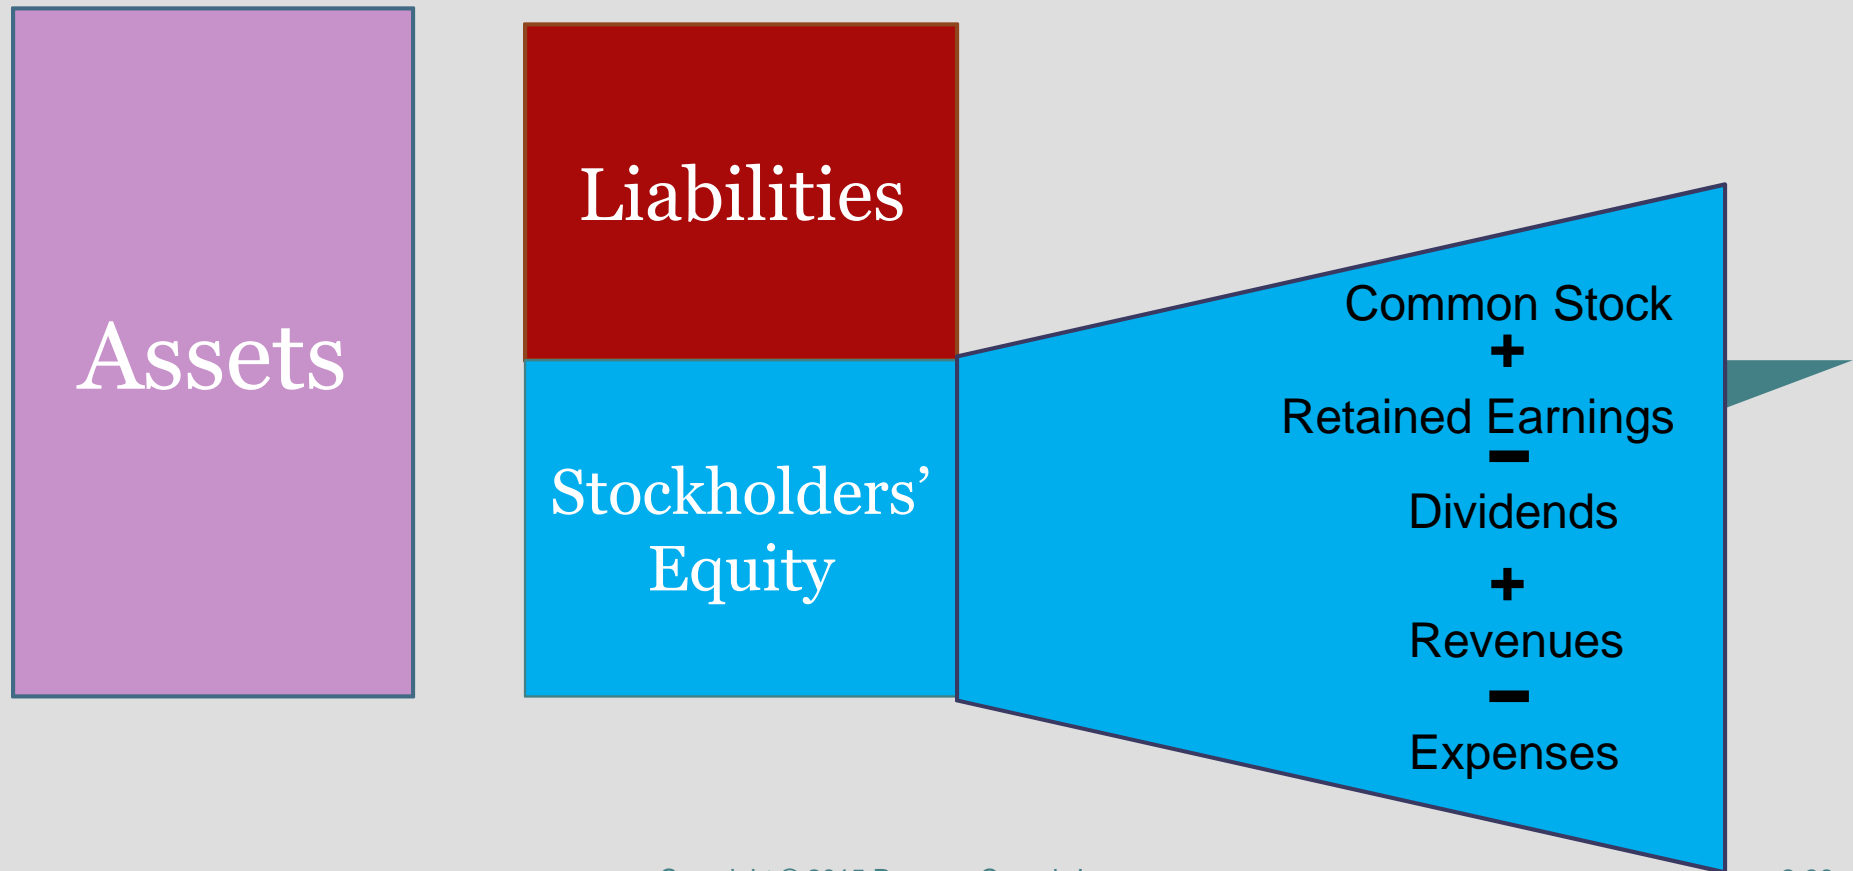 Assets
Liabilities
Stockholders’
Equity
Common Stock
+
Retained Earnings
-
Dividends
+
Revenues
-
Expenses